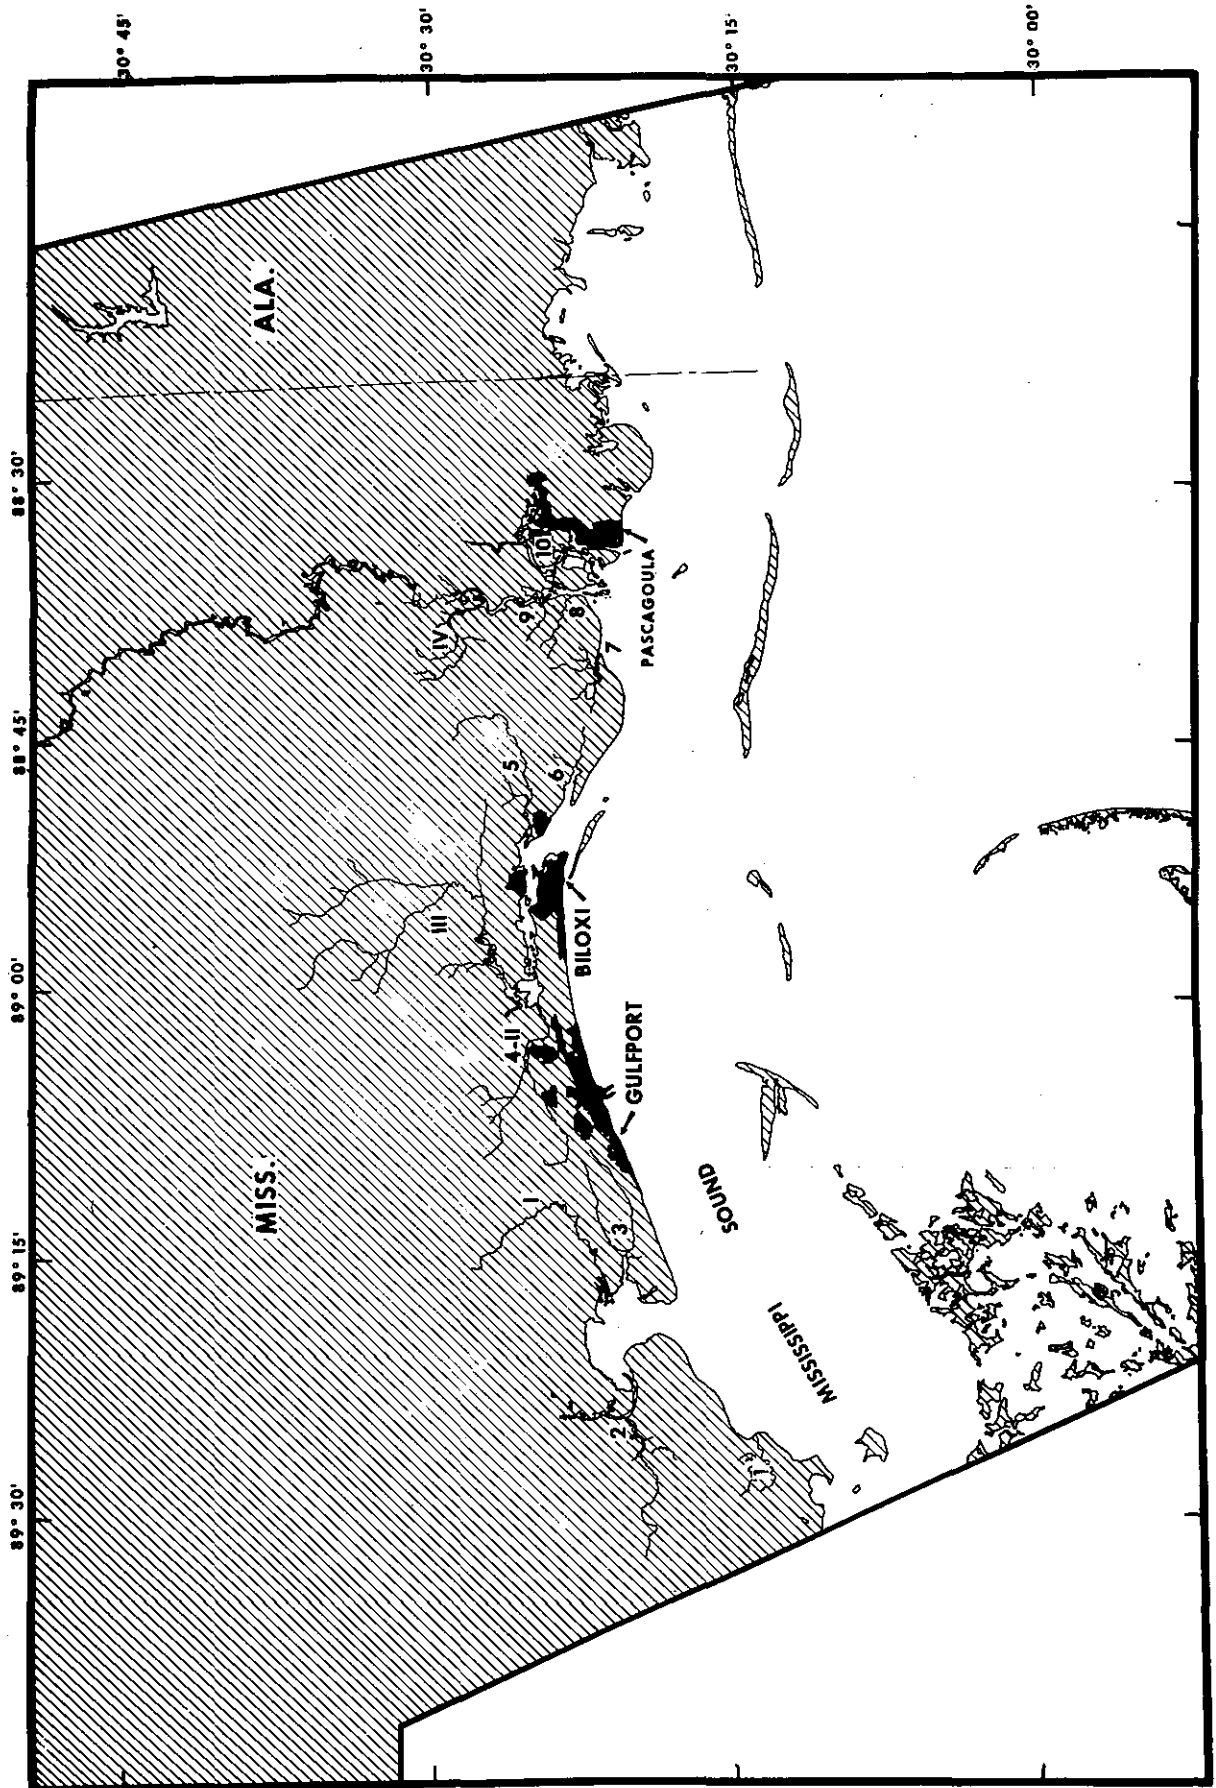 89° 30'
89° 15'
89° 00'
88° 45'
88° 30'
30° 45'
30° 30'
30° 15'
30° 00'
MISS.
ALA.
III
IV
I
4-II
5
9
10
2
3
6
8
7
BILOXI
GULFPORT
PASCAGOULA
1
SOUND
MISSISSIPPI